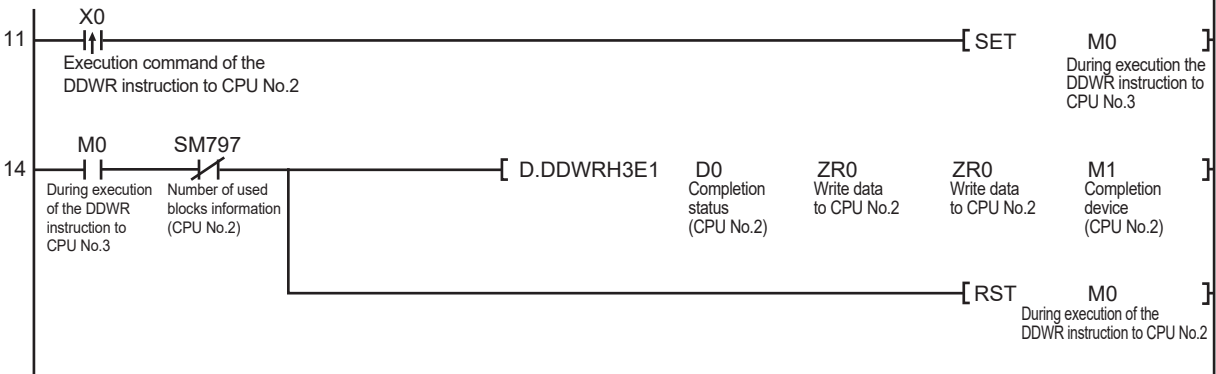 X0
11
SET M0
Execution command of the
DDWR instruction to CPU No.2
During execution the
DDWR instruction to
CPU No.3
M0 SM797
14
D.DDWRH3E1 D0 ZR0 ZR0 M1
During execution
of the DDWR
instruction to
CPU No.3
Number of used
blocks information
(CPU No.2)
Completion
status
(CPU No.2)
Write data
to CPU No.2
Write data
to CPU No.2
Completion
device
(CPU No.2)
RST M0
During execution of the
DDWR instruction to CPU No.2